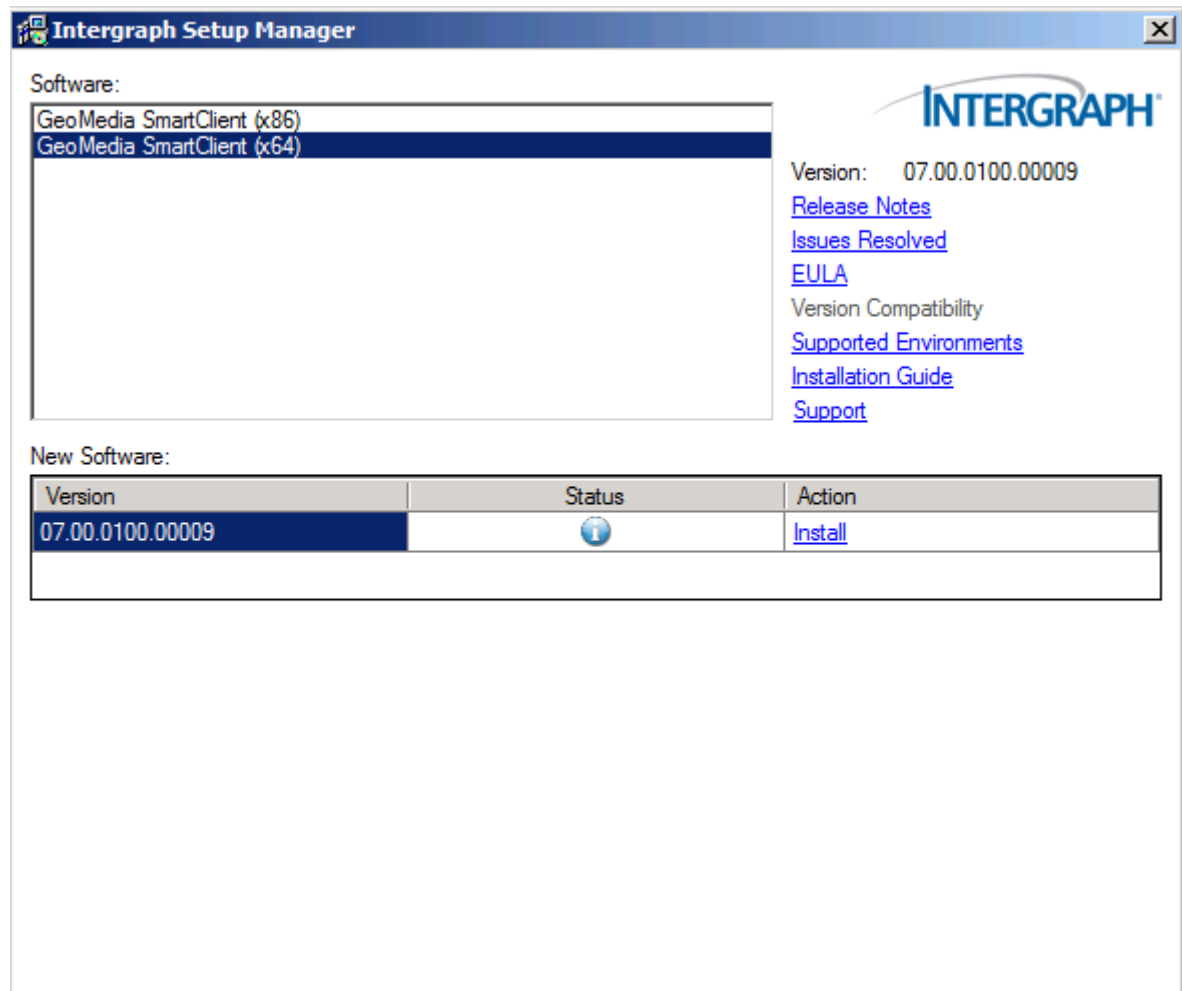 Intergraph Setup Manager
Software:
GeoMedia SmartClient (x86)
GeoMedia SmartClient (x64)
INTERGRAPH
Version: 07.00.0100.00009
Release Notes
Issues Resolved
EULA
Version Compatibility
Supported Environments
Installation Guide
Support
New Software:
Version Status Action
07.00.0100.00009 Install